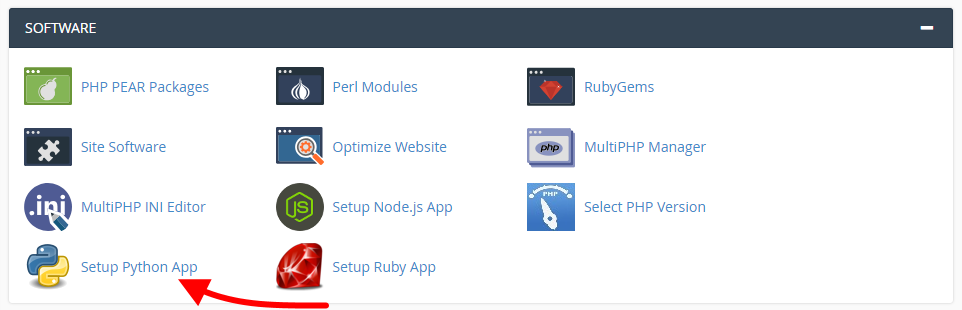 SOFTWARE
PHP PEAR Packages
Perl Modules
RubyGems
Site Software
Optimize Website
php
MultiPHP Manager
.ini
MultiPHP INI Editor
JS
Setup Node.js App
PHP
Select PHP Version
Setup Python App
Setup Ruby App